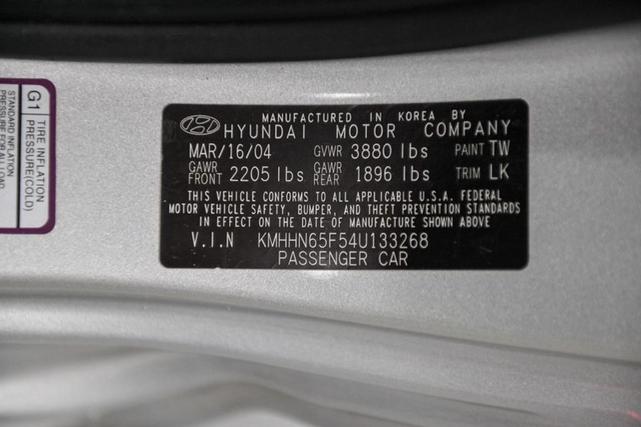 G1
TIRE INFLATION
PRESSURE(COLD)
STANDARD INFLATION
MANUFACTURED IN KOREA BY
HYUNDAI MOTOR COMPANY
MAR/16/04 GVWR 3880 lbs PAINT TW
GAWR FRONT 2205 lbs GAWR REAR 1896 lbs TRIM LK
THIS VEHICLE CONFORMS TO ALL APPLICABLE U.S.A. FEDERAL
MOTOR VEHICLE SAFETY, BUMPER, AND THEFT PREVENTION STANDARDS
IN EFFECT ON THE DATE OF MANUFACTURE SHOWN ABOVE
V.I.N KMHHN65F54U133268
PASSENGER CAR